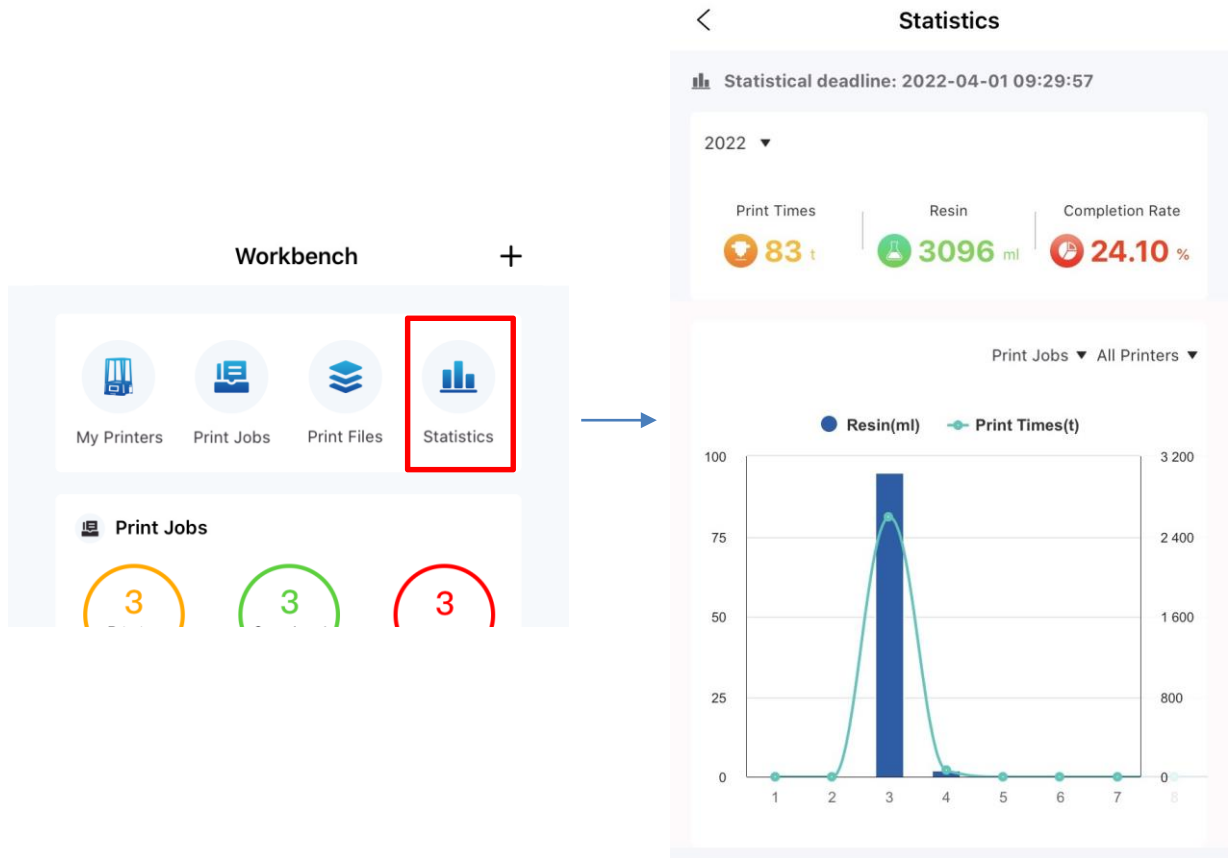 Workbench +
My Printers Print Jobs Print Files Statistics
Print Jobs
3 3 3
Statistics
Statistical deadline: 2022-04-01 09:29:57
2022 ▼
Print Times Resin Completion Rate
83 t 3096 ml 24.10 %
Print Jobs ▼ All Printers ▼
Resin(ml) Print Times(t)
100 3 200
75 2 400
50 1 600
25 800
0 0
1 2 3 4 5 6 7 8